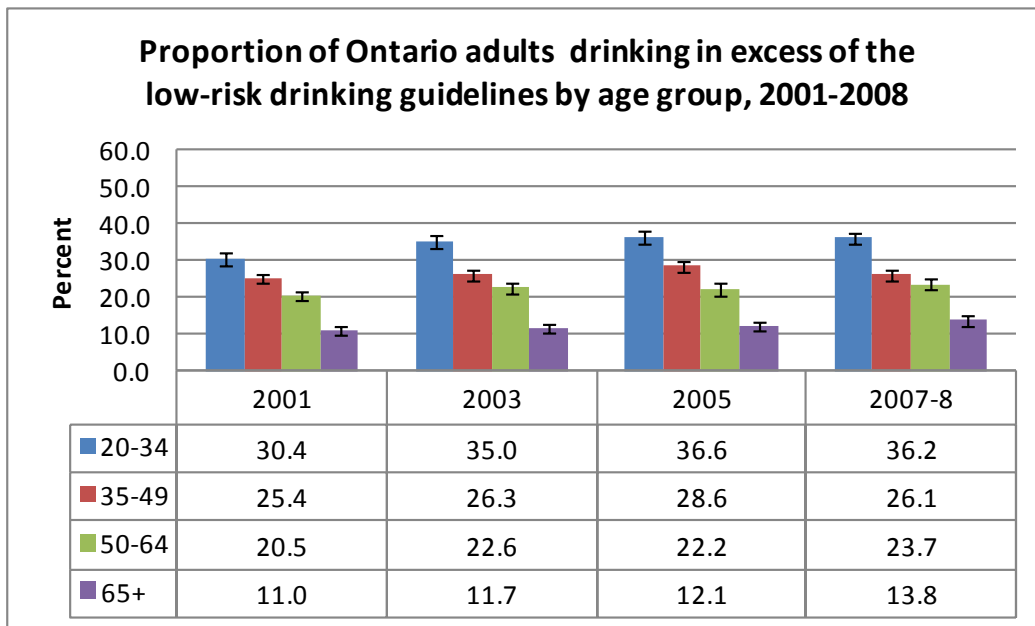 Proportion of Ontario adults drinking in excess of the
low-risk drinking guidelines by age group, 2001-2008
60.0
50.0
40.0
30.0
20.0
10.0
0.0
Percent
2001 2003 2005 2007-8
20-34 30.4 35.0 36.6 36.2
35-49 25.4 26.3 28.6 26.1
50-64 20.5 22.6 22.2 23.7
65+ 11.0 11.7 12.1 13.8